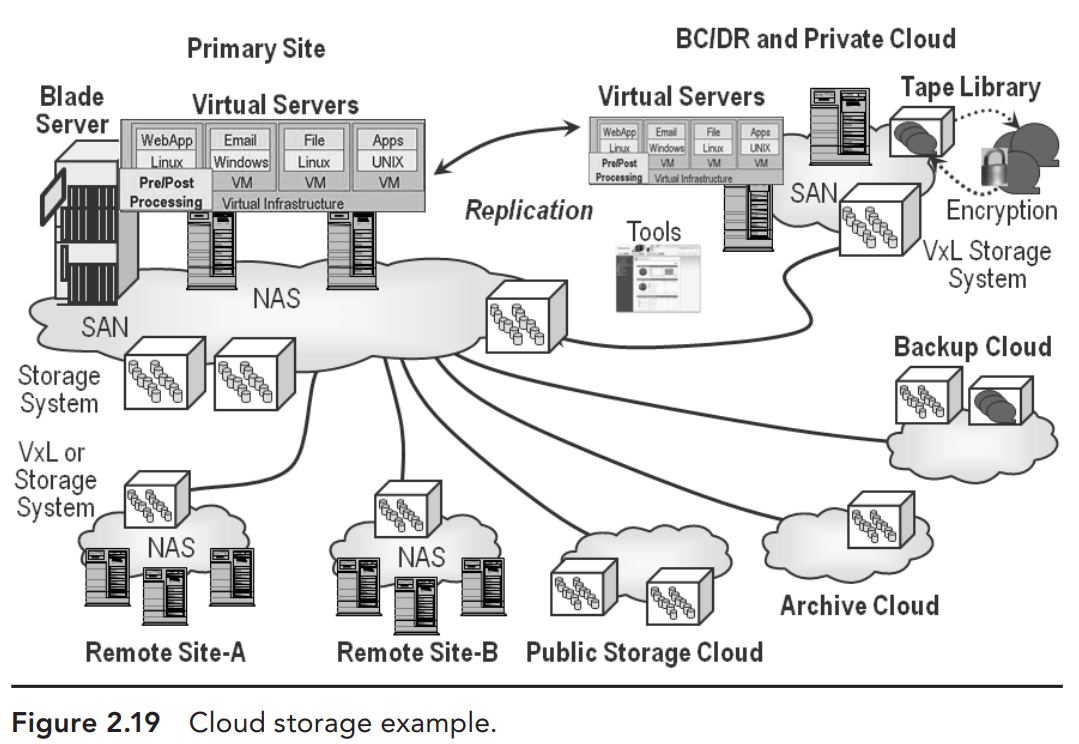 Primary Site
BC/DR and Private Cloud
Blade
Server
Virtual Servers
WebApp
Linux
Pre/Post
Processing
Email
Windows
VM
File
Linux
VM
Apps
UNIX
VM
Virtual Infrastructure
Virtual Servers
WebApp
Linux
Pre/Post
Processing
Email
Windows
VM
File
Linux
VM
Apps
UNIX
VM
Virtual Infrastructure
Tape Library
Encryption
SAN
VxL Storage
System
Replication
Tools
NAS
SAN
Storage
System
Backup Cloud
VxL or
Storage
System
NAS
NAS
Remote Site-A
Remote Site-B
Public Storage Cloud
Archive Cloud
Figure 2.19 Cloud storage example.